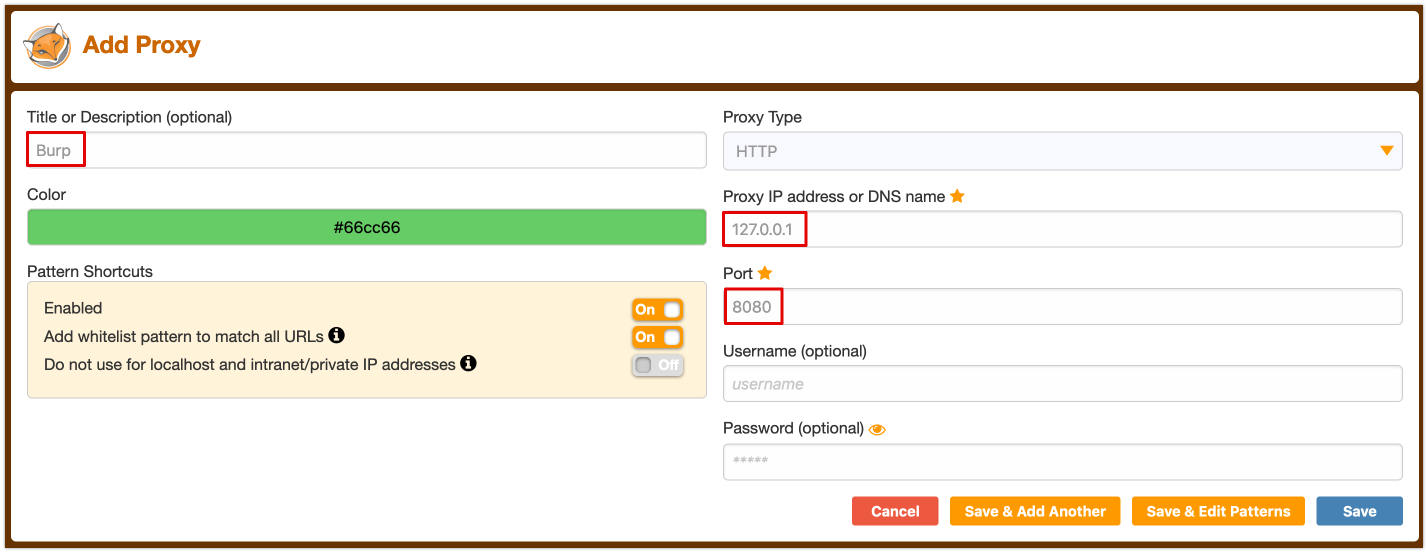 Add Proxy
Title or Description (optional)
Burp
Color
#66cc66
Pattern Shortcuts
Enabled
On
Add whitelist pattern to match all URLs
On
Do not use for localhost and intranet/private IP addresses
Off
Proxy Type
HTTP
Proxy IP address or DNS name
127.0.0.1
Port
8080
Username (optional)
username
Password (optional)
*****
Cancel
Save & Add Another
Save & Edit Patterns
Save